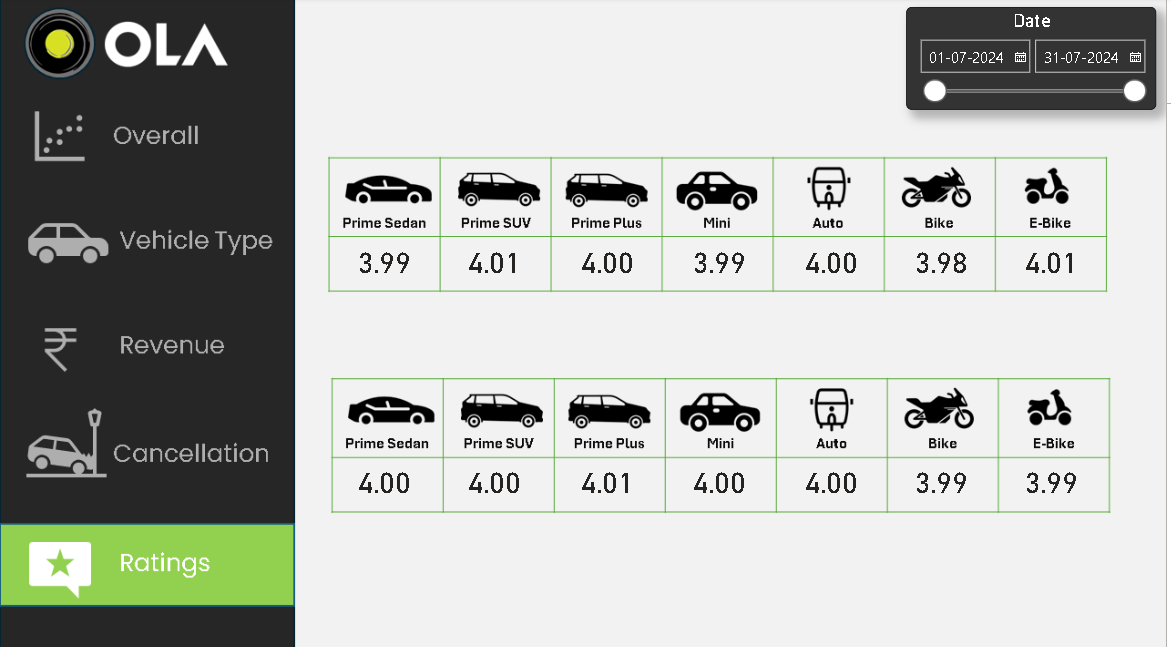 OLA
Date
01-07-2024 31-07-2024
Overall
Vehicle Type
Revenue
Cancellation
Ratings
Prime Sedan Prime SUV Prime Plus Mini Auto Bike E-Bike
3.99 4.01 4.00 3.99 4.00 3.98 4.01
Prime Sedan Prime SUV Prime Plus Mini Auto Bike E-Bike
4.00 4.00 4.01 4.00 4.00 3.99 3.99